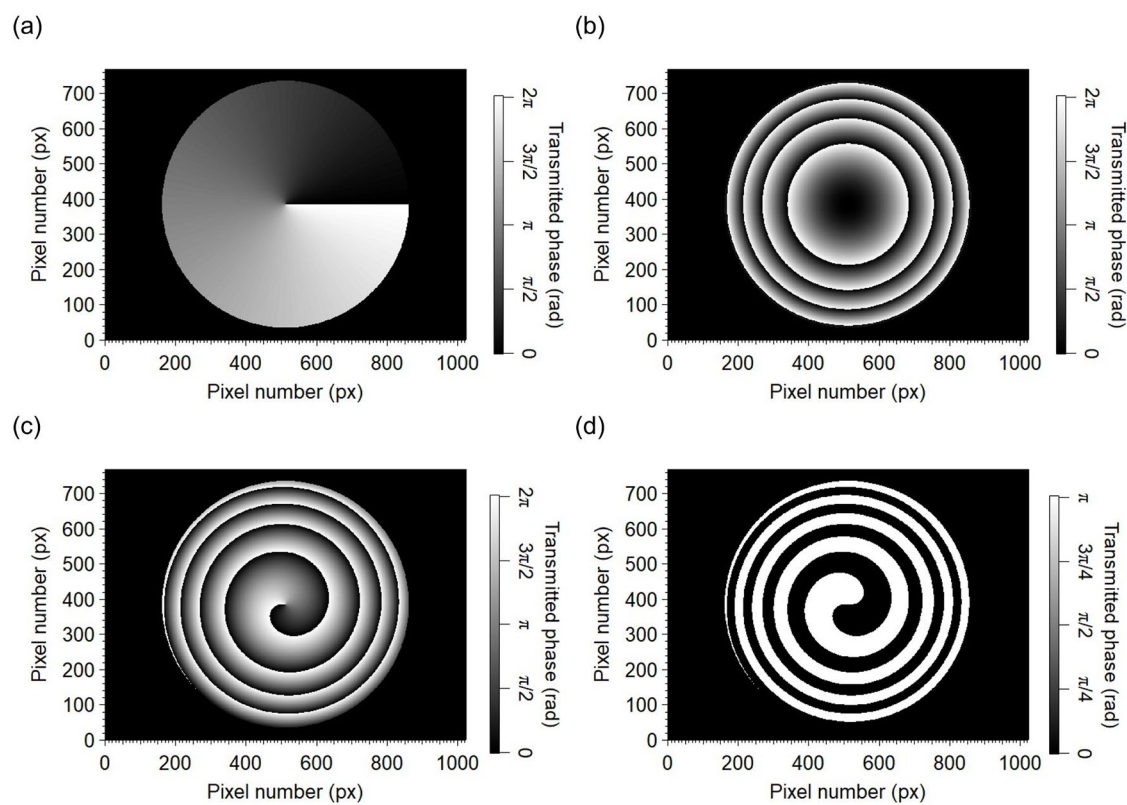 (a)
Pixel number (px)
700
600
500
400
300
200
100
0
0 200 400 600 800 1000
Pixel number (px)
2π
3π/2
π
π/2
0
Transmitted phase (rad)
(b)
Pixel number (px)
700
600
500
400
300
200
100
0
0 200 400 600 800 1000
Pixel number (px)
2π
3π/2
π
π/2
0
Transmitted phase (rad)
(c)
Pixel number (px)
700
600
500
400
300
200
100
0
0 200 400 600 800 1000
Pixel number (px)
2π
3π/2
π
π/2
0
Transmitted phase (rad)
(d)
Pixel number (px)
700
600
500
400
300
200
100
0
0 200 400 600 800 1000
Pixel number (px)
π
3π/4
π/2
π/4
0
Transmitted phase (rad)